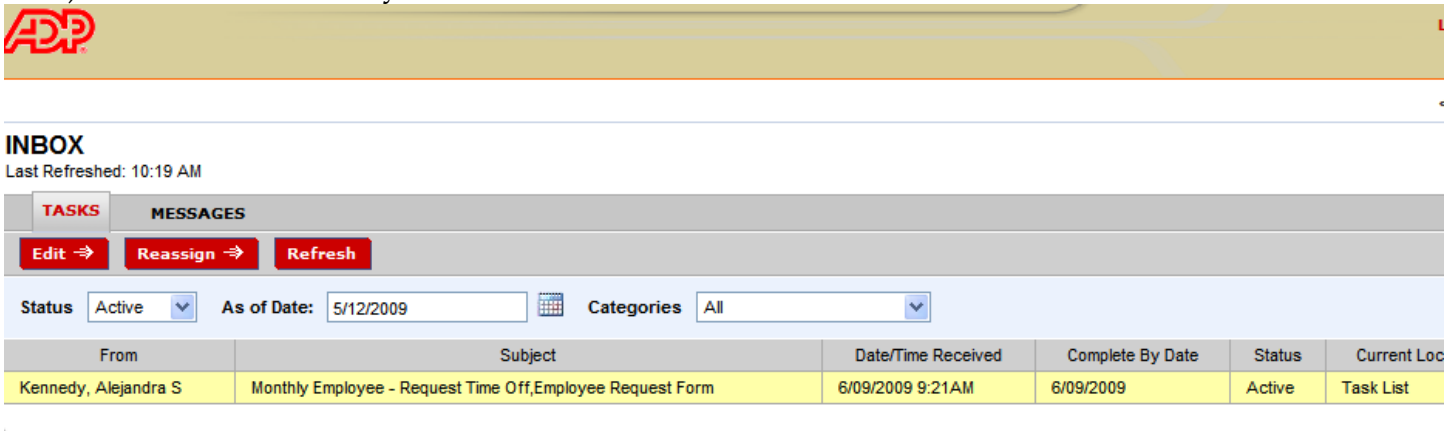 ADP
INBOX
Last Refreshed: 10:19 AM
TASKS MESSAGES
Edit Reassign Refresh
Status Active As of Date: 5/12/2009 Categories All
From Subject Date/Time Received Complete By Date Status Current Loc
Kennedy, Alejandra S Monthly Employee - Request Time Off,Employee Request Form 6/09/2009 9:21AM 6/09/2009 Active Task List